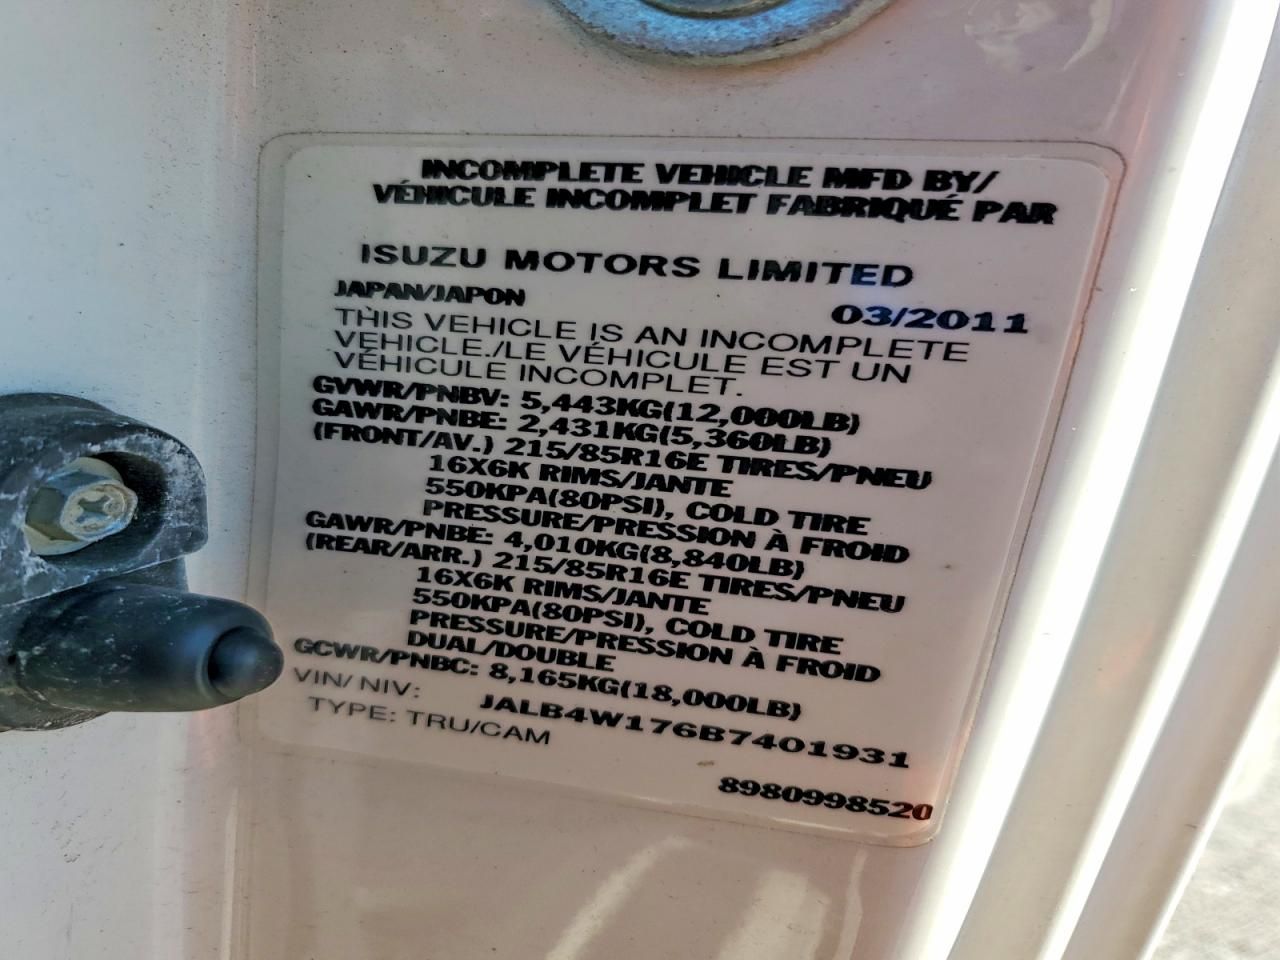 INCOMPLETE VEHICLE MFD BY/
VÉHICULE INCOMPLET FABRIQUÉ PAR
ISUZU MOTORS LIMITED
JAPAN/JAPON 03/2011
THIS VEHICLE IS AN INCOMPLETE
VEHICLE./LE VÉHICULE EST UN
VÉHICULE INCOMPLET.
GVWR/PNBV: 5,443KG(12,000LB)
GAWR/PNBE: 2,431KG(5,360LB)
(FRONT/AV.) 215/85R16E TIRES/PNEU
16X6K RIMS/JANTE
550KPA(80PSI), COLD TIRE
PRESSURE/PRESSION À FROID
GAWR/PNBE: 4,010KG(8,840LB)
(REAR/ARR.) 215/85R16E TIRES/PNEU
16X6K RIMS/JANTE
550KPA(80PSI), COLD TIRE
PRESSURE/PRESSION À FROID
DUAL/DOUBLE
GCWR/PNBC: 8,165KG(18,000LB)
VIN/ NIV: JALB4W176B7401931
TYPE: TRU/CAM
8980998520